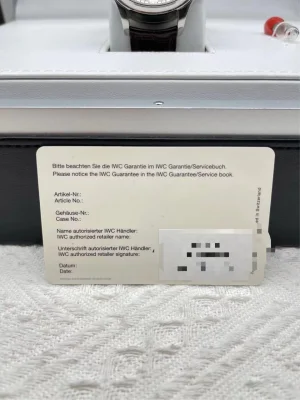 Bitte beachten Sie die IWC Garantie im IWC Garantie/Servicebuch.
Please notice the IWC Guarantee in the IWC Guarantee/Service book.
Artikel-Nr.:
Article No.:
Gehäuse-Nr.:
Case No.:
Name autorisierter IWC Händler:
IWC authorized retailer name:
Unterschrift autorisierter IWC Händler:
IWC authorized retailer signature:
Datum:
Date:
in Switzerland